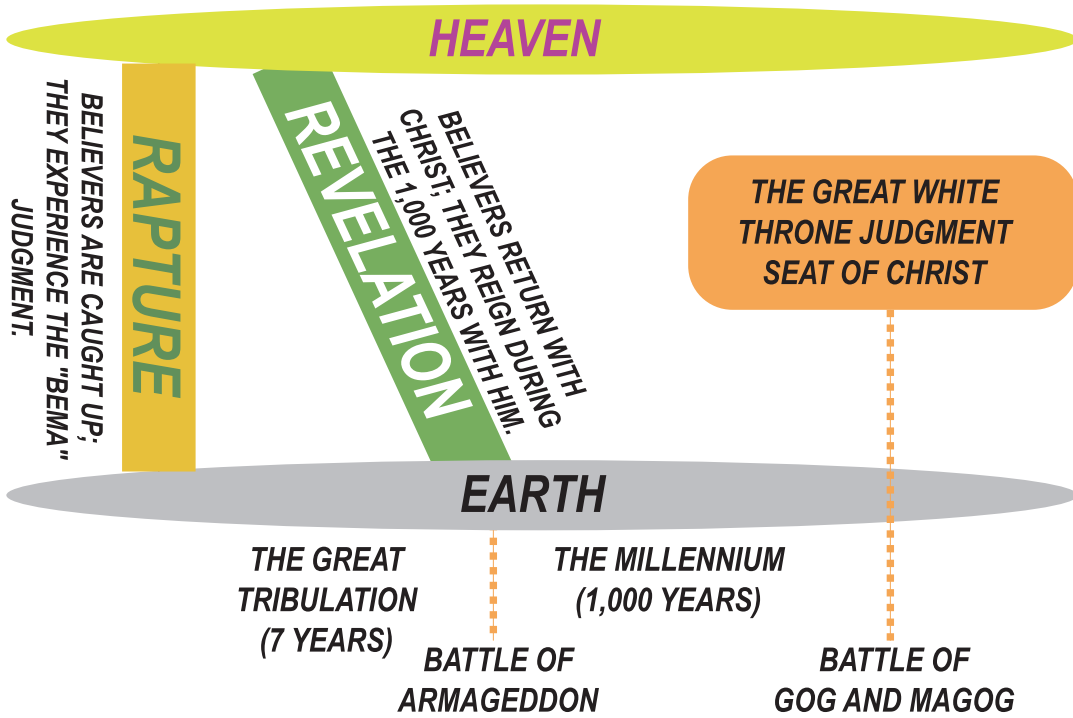 HEAVEN
RAPTURE
BELIEVERS ARE CAUGHT UP;
THEY EXPERIENCE THE "BEMA"
JUDGMENT.
REVELATION
BELIEVERS RETURN WITH
CHRIST; THEY REIGN DURING
THE 1,000 YEARS WITH HIM.
THE GREAT WHITE
THRONE JUDGMENT
SEAT OF CHRIST
EARTH
THE GREAT
TRIBULATION
(7 YEARS)
BATTLE OF
ARMAGEDDON
THE MILLENNIUM
(1,000 YEARS)
BATTLE OF
GOG AND MAGOG